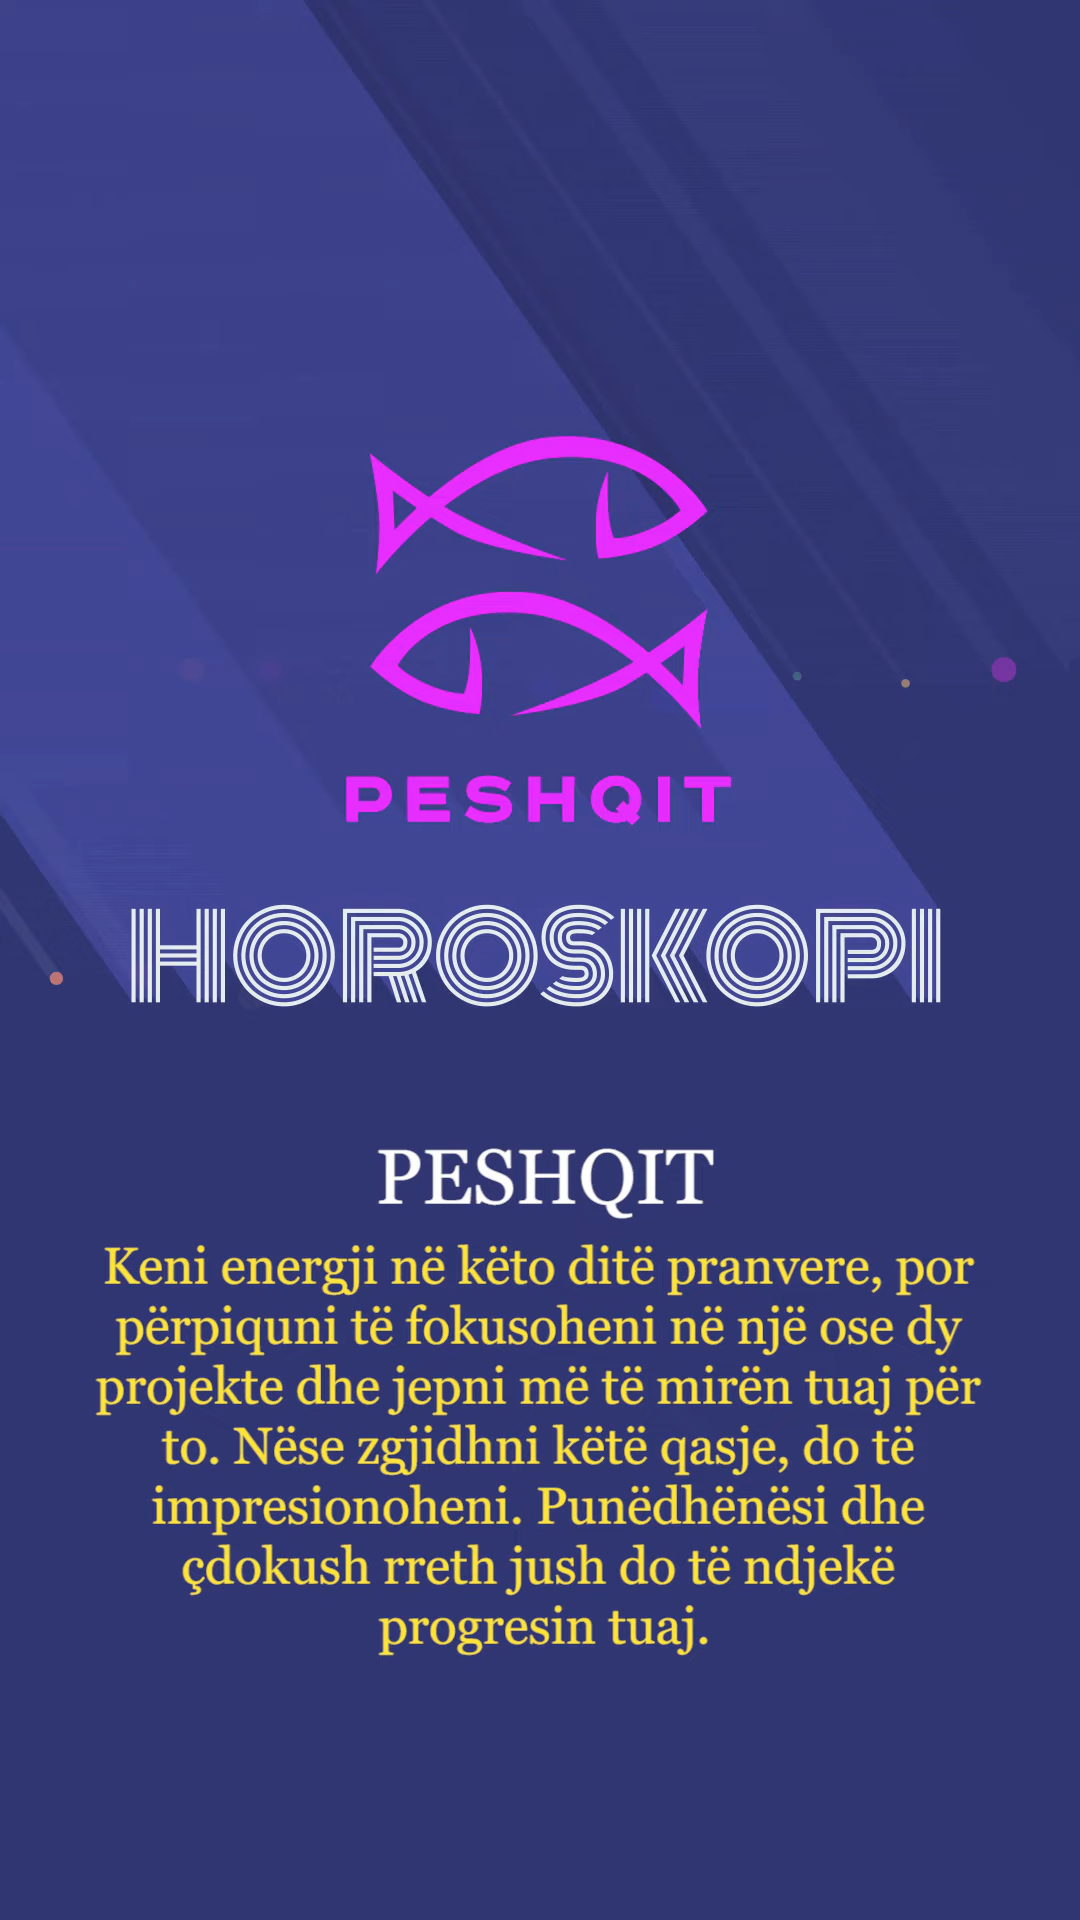 PESHQIT
HOROSKOPI
PESHQIT
Keni energji në këto ditë pranvere, por
përpiquni të fokusoheni në një ose dy
projekte dhe jepni më të mirën tuaj për
to. Nëse zgjidhni këtë qasje, do të
impresionoheni. Punëdhënësi dhe
çdokush rreth jush do të ndjekë
progresin tuaj.